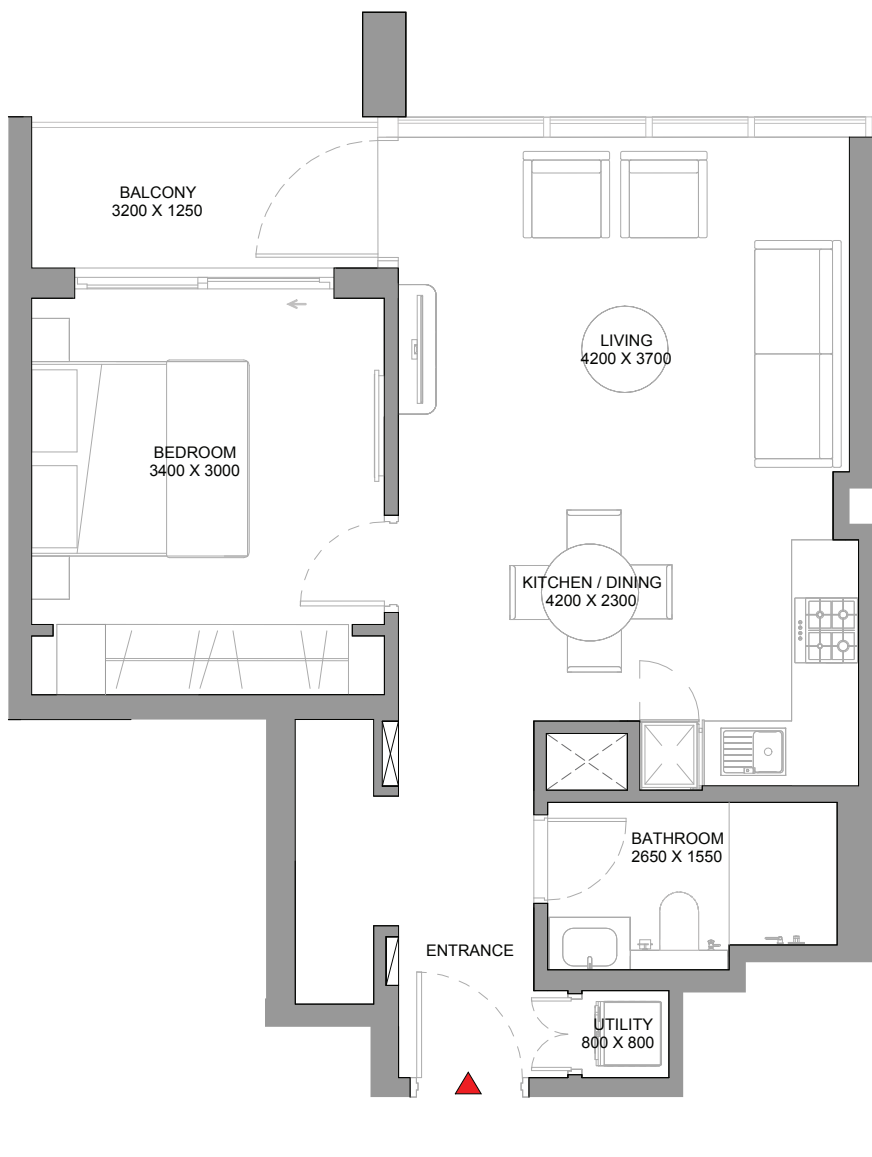 BALCONY
3200 X 1250
LIVING
4200 X 3700
BEDROOM
3400 X 3000
KITCHEN / DINING
4200 X 2300
BATHROOM
2650 X 1550
ENTRANCE
UTILITY
800 X 800